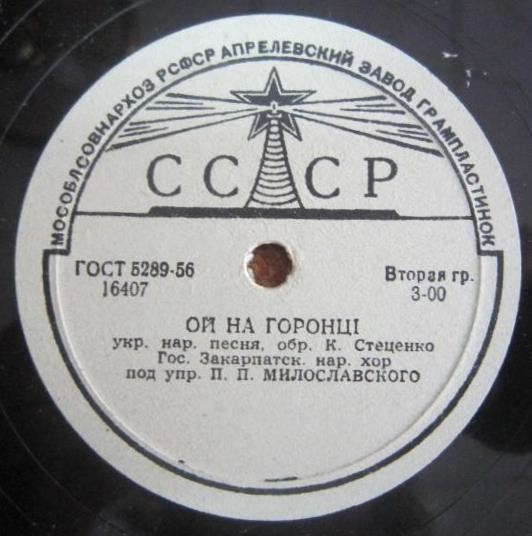 МОСОБЛСОВНАРХОЗ РСФСР АПРЕЛЕВСКИЙ ЗАВОД ГРАМПЛАСТИНОК
СССР
ГОСТ 5289-56
16407
Вторая гр.
3-00
ОЙ НА ГОРОНЦІ
укр. нар. песня, обр. К. Стеценко
Гос. Закарпатск. нар. хор
под упр. П. П. МИЛОСЛАВСКОГО